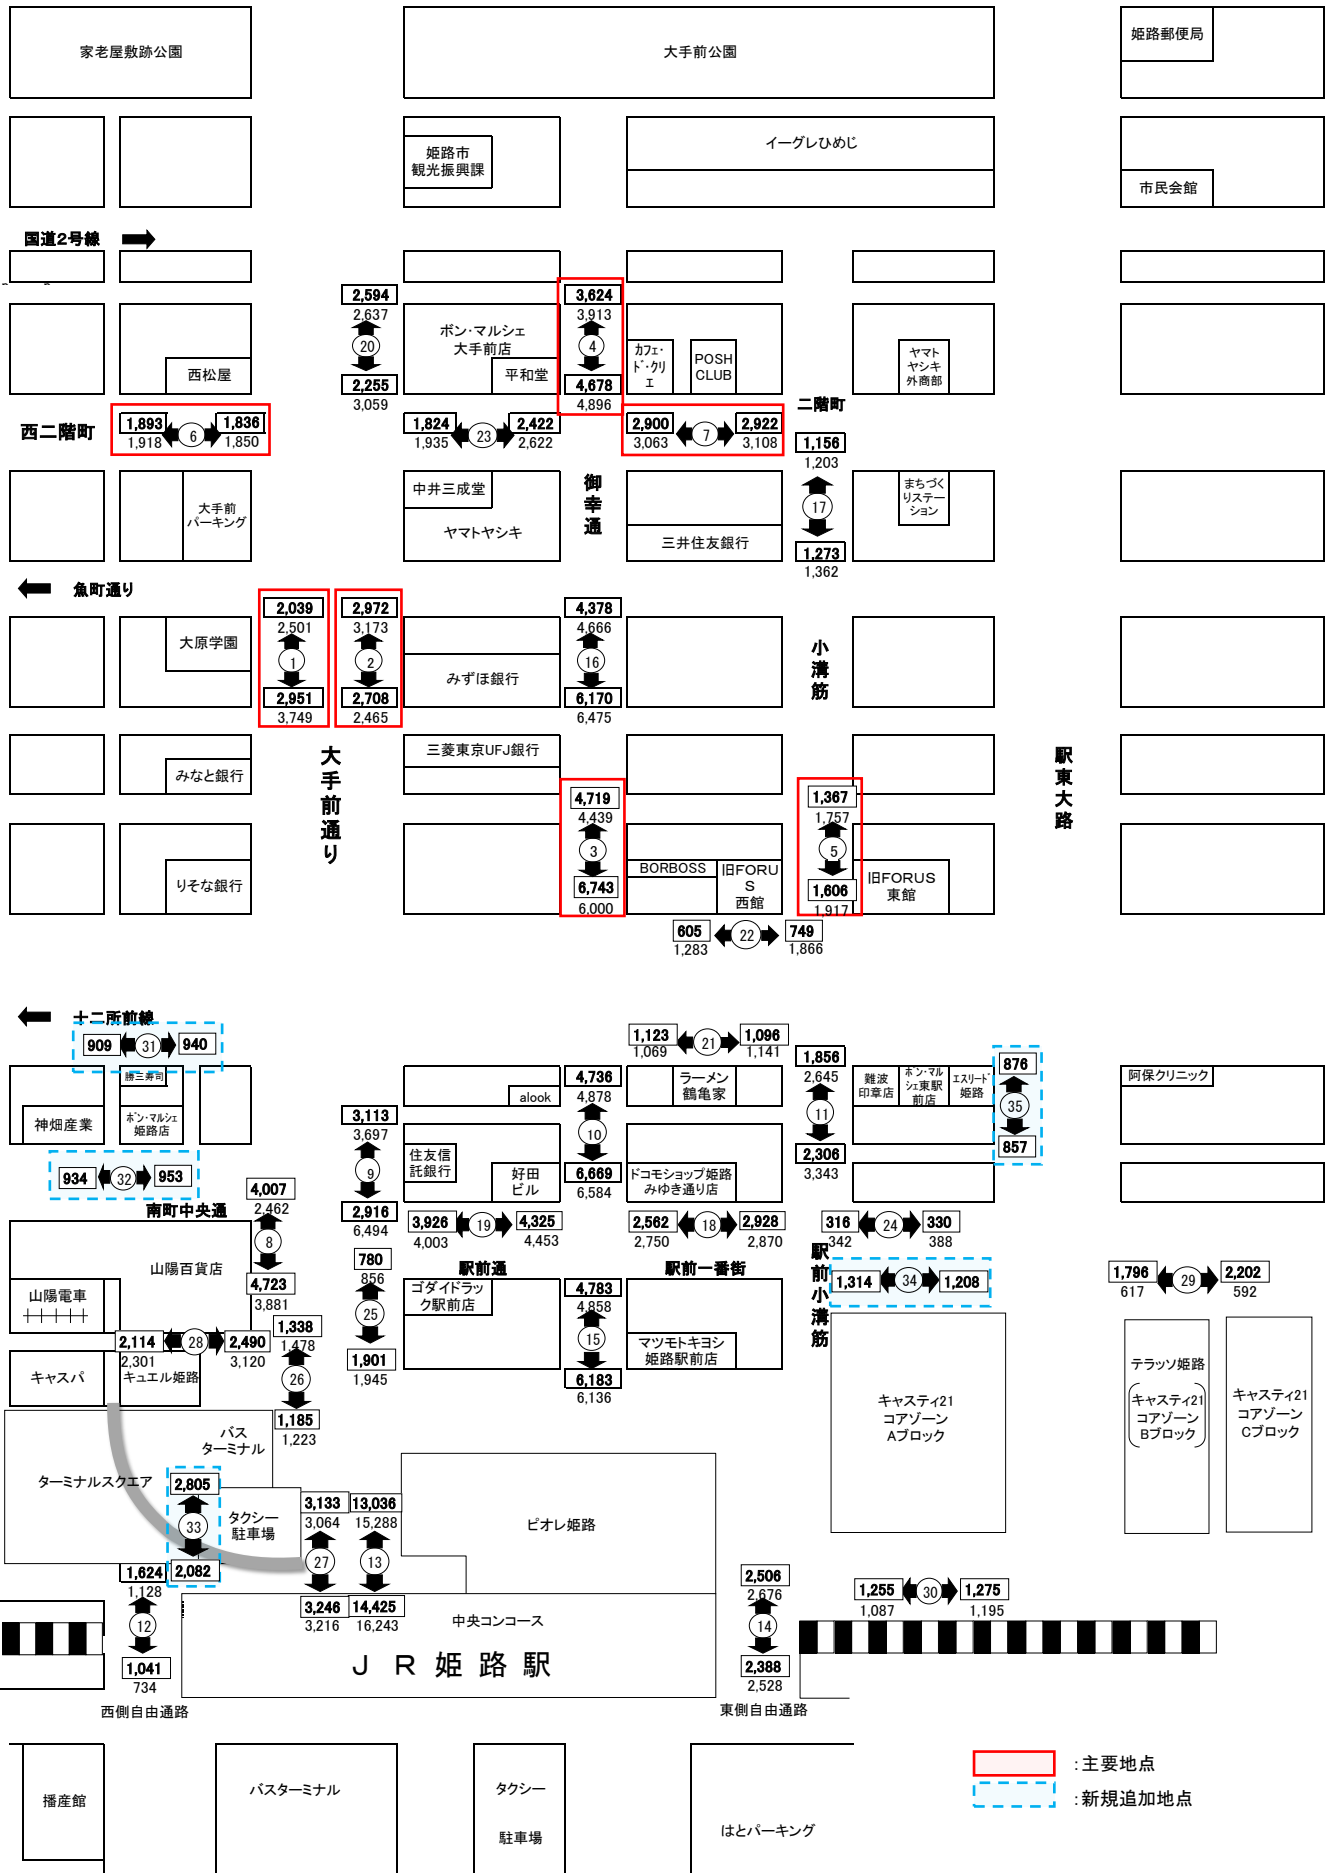 家老屋敷跡公園
大手前公園
姫路郵便局
姫路市
観光振興課
イーグレひめじ
市民会館
国道2号線
2,594
2,637
20
2,255
3,059
ボン・マルシェ
大手前店
平和堂
3,624
3,913
4
4,678
4,896
カフェ・
ド・クリ
エ
POSH
CLUB
ヤマト
ヤシキ
外商部
西松屋
西二階町
1,893
1,918
6
1,836
1,850
1,824
1,935
23
2,422
2,622
2,900
3,063
7
2,922
3,108
二階町
1,156
1,203
17
1,273
1,362
大手前
パーキング
中井三成堂
ヤマトヤシキ
御幸通
三井住友銀行
まちづく
りステー
ション
魚町通り
大原学園
2,039
2,501
1
2,951
3,749
2,972
3,173
2
2,708
2,465
みずほ銀行
4,378
4,666
16
6,170
6,475
小溝筋
みなと銀行
大手前通り
三菱東京UFJ銀行
駅東大路
りそな銀行
4,719
4,439
3
6,743
6,000
BORBOSS
旧FORU
S
西館
1,367
1,757
5
1,606
1,917
旧FORUS
東館
605
1,283
22
749
1,866
十二所前線
909
31
940
勝三寿司
神畑産業
ボン・マルシェ
姫路店
934
32
953
南町中央通
1,123
1,069
21
1,096
1,141
alook
4,736
4,878
10
6,669
6,584
ラーメン
鶴亀家
1,856
2,645
11
2,306
3,343
難波
印章店
ボン・マル
シェ東駅
前店
エスリード
姫路
876
35
857
阿保クリニック
3,113
3,697
9
2,916
6,494
住友信
託銀行
好田
ビル
ドコモショップ姫路
みゆき通り店
4,007
2,462
8
4,723
3,881
3,926
4,003
19
4,325
4,453
2,562
2,750
18
2,928
2,870
316
342
24
330
388
山陽百貨店
山陽電車
780
856
25
1,901
1,945
駅前通
ゴダイドラッ
ク駅前店
4,783
4,858
15
6,183
6,136
駅前一番街
マツモトキヨシ
姫路駅前店
駅前小溝筋
1,314
34
1,208
1,796
617
29
2,202
592
2,114
2,301
28
2,490
3,120
1,338
1,478
26
1,185
1,223
キャスパ
キュエル姫路
キャスティ21
コアゾーン
Aブロック
テラッソ姫路
キャスティ21
コアゾーン
Bブロック
キャスティ21
コアゾーン
Cブロック
バス
ターミナル
ターミナルスクエア
2,805
33
2,082
タクシー
駐車場
3,133
3,064
27
3,246
3,216
13,036
15,288
13
14,425
16,243
ピオレ姫路
1,624
1,128
12
1,041
734
西側自由通路
中央コンコース
JR姫路駅
2,506
2,676
14
2,388
2,528
東側自由通路
1,255
1,087
30
1,275
1,195
播産館
バスターミナル
タクシー
駐車場
はとパーキング
:主要地点
:新規追加地点